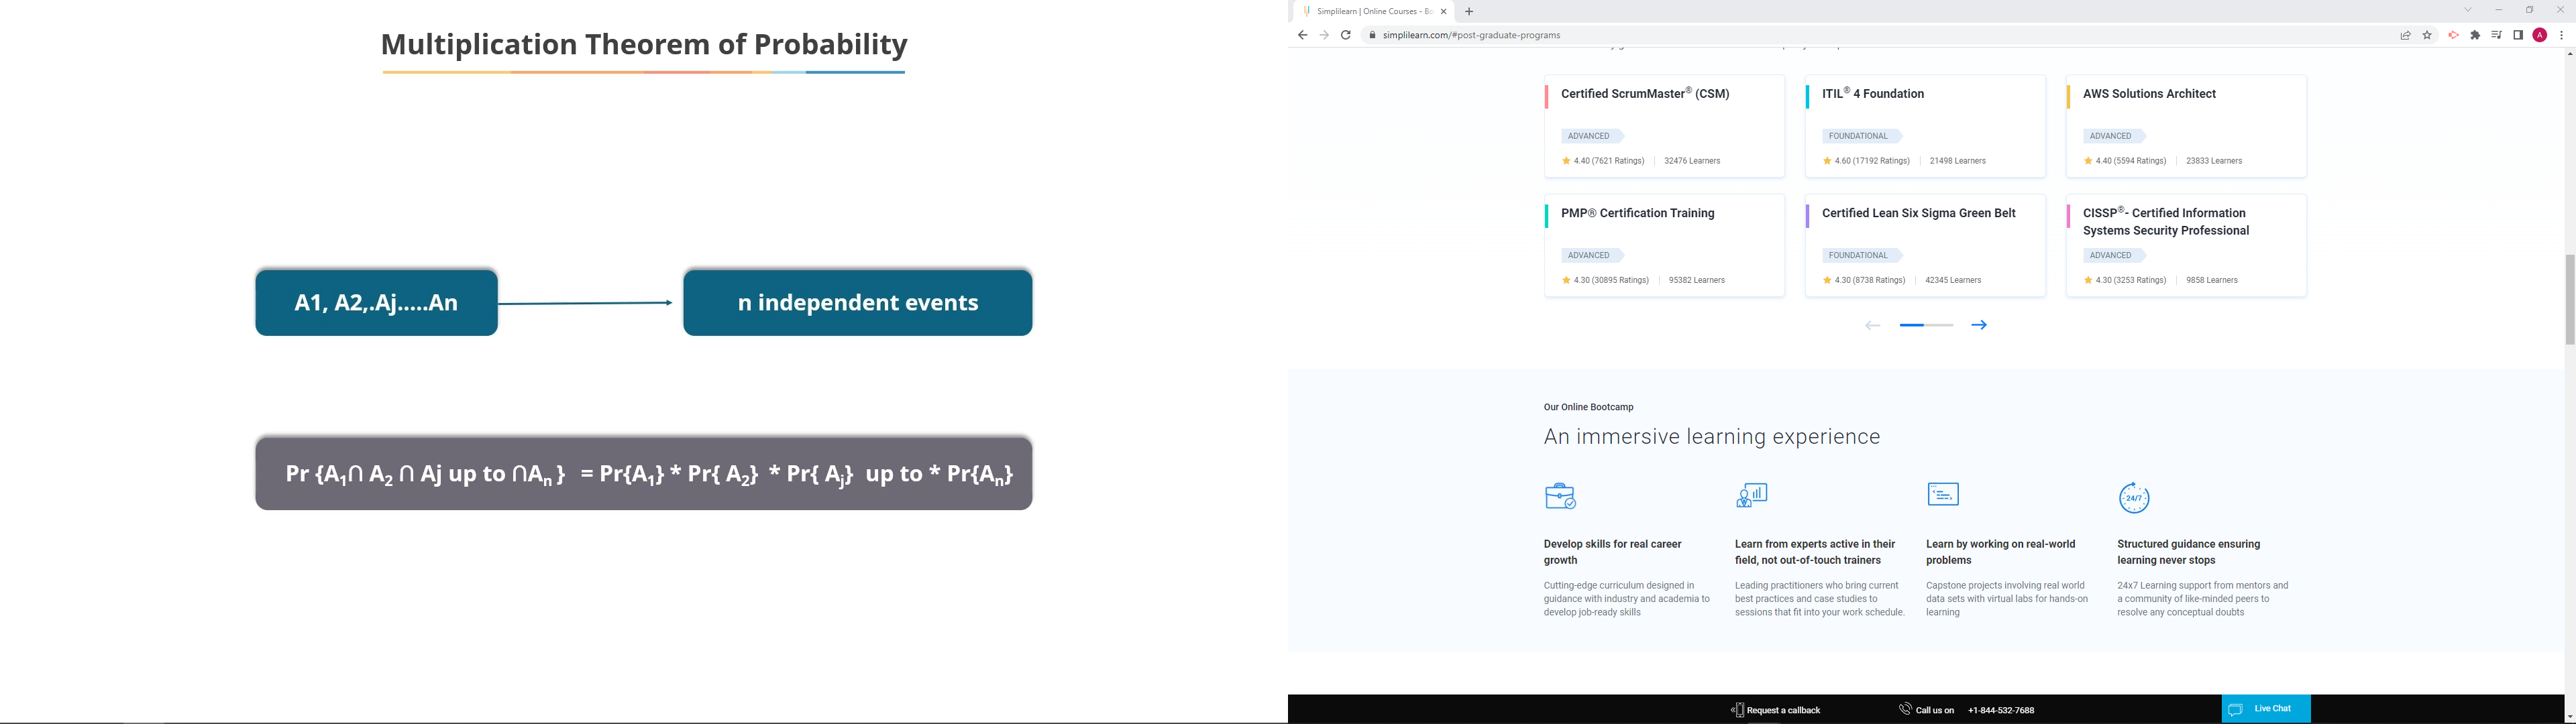 Multiplication Theorem of Probability
A1, A2,.Aj.....An
n independent events
Pr {A1∩ A2 ∩ Aj up to ∩An } = Pr{A1} * Pr{ A2} * Pr{ Aj} up to * Pr{An}
Simplilearn | Online Courses - Bo
simplilearn.com/#post-graduate-programs
A
Certified ScrumMaster® (CSM)
ADVANCED
4.40 (7621 Ratings) | 32476 Learners
ITIL® 4 Foundation
FOUNDATIONAL
4.60 (17192 Ratings) | 21498 Learners
AWS Solutions Architect
ADVANCED
4.40 (5594 Ratings) | 23833 Learners
PMP® Certification Training
ADVANCED
4.30 (30895 Ratings) | 95382 Learners
Certified Lean Six Sigma Green Belt
FOUNDATIONAL
4.30 (8738 Ratings) | 42345 Learners
CISSP®- Certified Information
Systems Security Professional
ADVANCED
4.30 (3253 Ratings) | 9858 Learners
Our Online Bootcamp
An immersive learning experience
Develop skills for real career
growth
Cutting-edge curriculum designed in
guidance with industry and academia to
develop job-ready skills
Learn from experts active in their
field, not out-of-touch trainers
Leading practitioners who bring current
best practices and case studies to
sessions that fit into your work schedule.
Learn by working on real-world
problems
Capstone projects involving real world
data sets with virtual labs for hands-on
learning
24/7
Structured guidance ensuring
learning never stops
24x7 Learning support from mentors and
a community of like-minded peers to
resolve any conceptual doubts
Request a callback
Call us on +1-844-532-7688
Live Chat